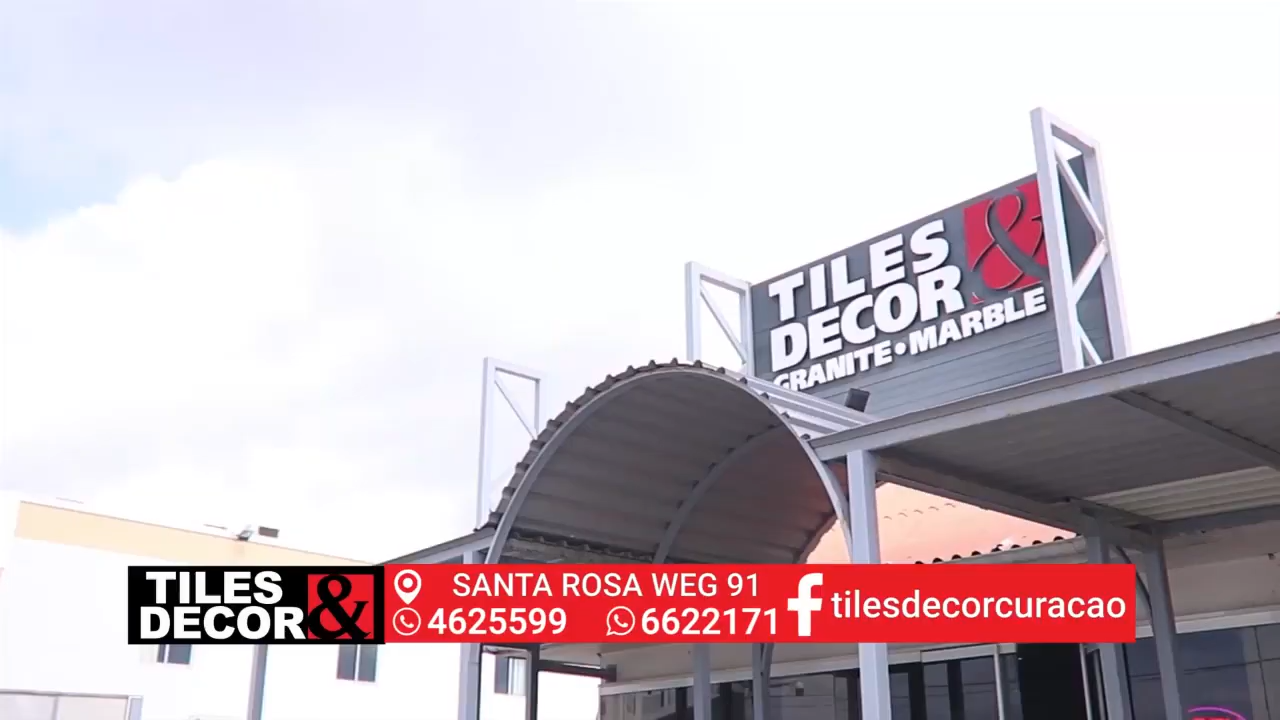 TILES
DECOR &
GRANITE • MARBLE
TILES
DECOR &
SANTA ROSA WEG 91
4625599 6622171
tilesdecorcuracao